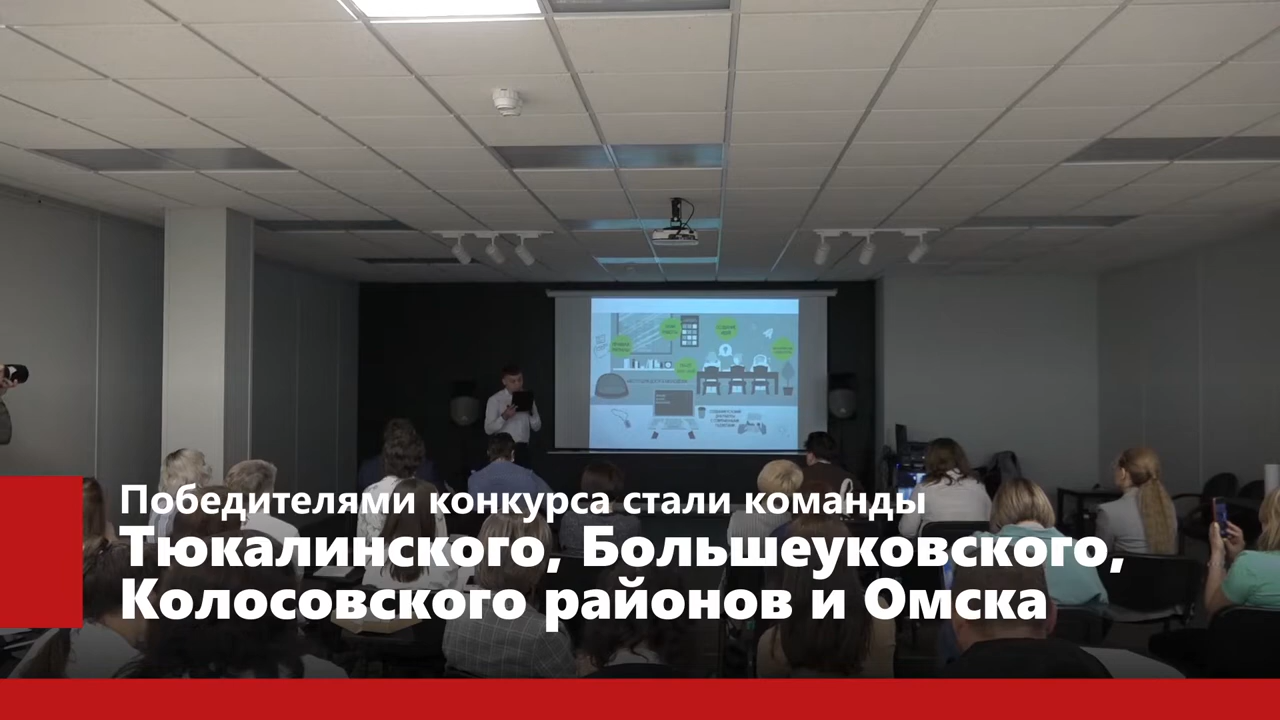 Победителями конкурса стали команды
Тюкалинского, Большеуковского,
Колосовского районов и Омска